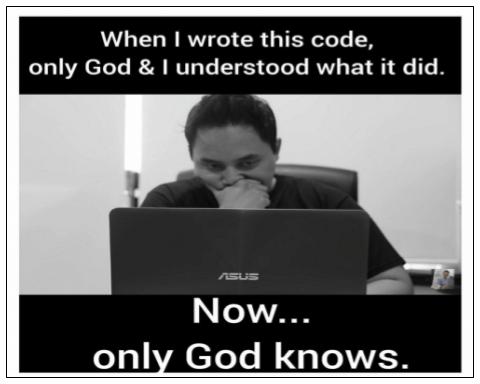 When I wrote this code,
only God & I understood what it did.
ASUS
Now...
only God knows.